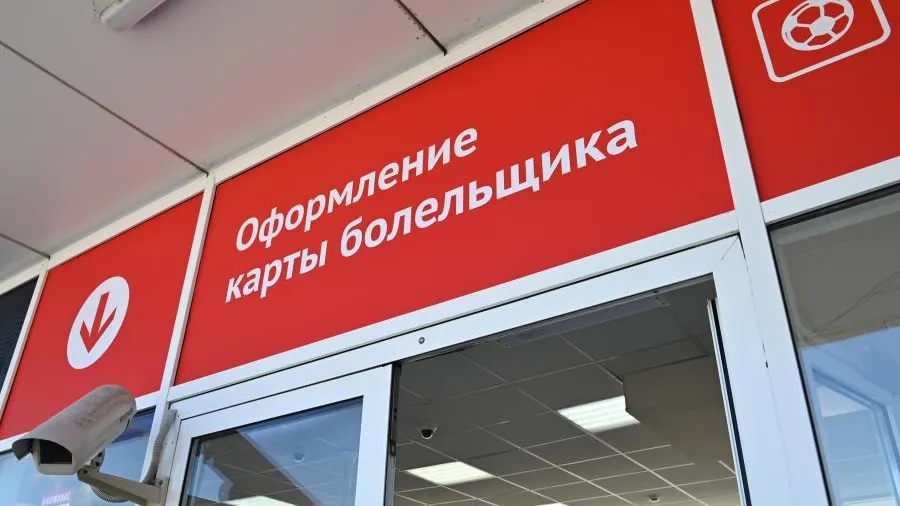 Оформление
карты болельщика